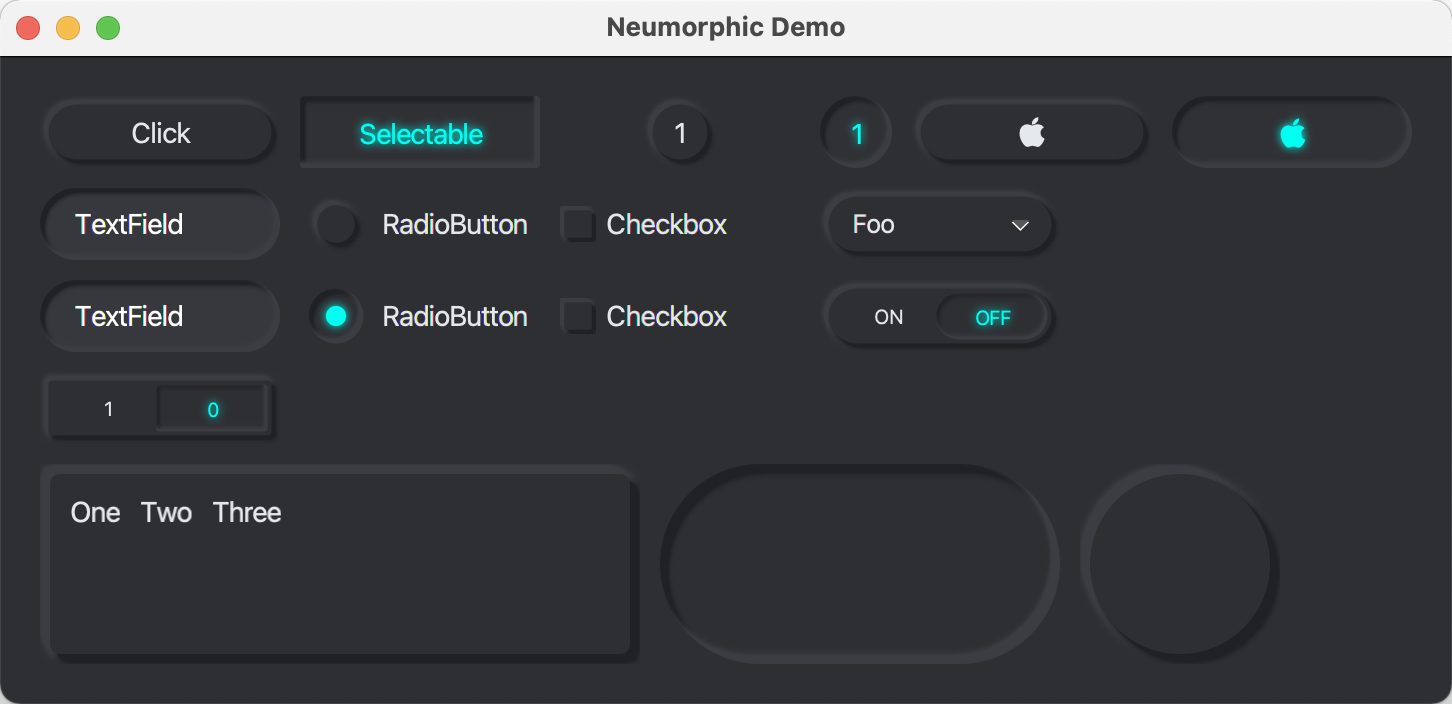 Neumorphic Demo
Click Selectable 1 1
TextField RadioButton Checkbox Foo
TextField RadioButton Checkbox ON OFF
1 0
One Two Three